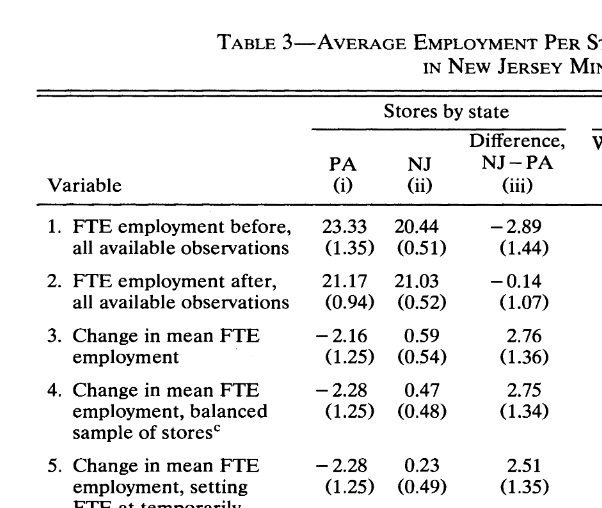 TABLE 3—AVERAGE EMPLOYMENT PER
IN NEW JERSEY
Stores by state
Difference,
PA NJ NJ−PA
Variable (i) (ii) (iii)
1. FTE employment before, 23.33 20.44 −2.89
all available observations (1.35) (0.51) (1.44)
2. FTE employment after, 21.17 21.03 −0.14
all available observations (0.94) (0.52) (1.07)
3. Change in mean FTE −2.16 0.59 2.76
employment (1.25) (0.54) (1.36)
4. Change in mean FTE −2.28 0.47 2.75
employment, balanced (1.25) (0.48) (1.34)
sample of stores^c
5. Change in mean FTE −2.28 0.23 2.51
employment, setting (1.25) (0.49) (1.35)
FTE at temporarily